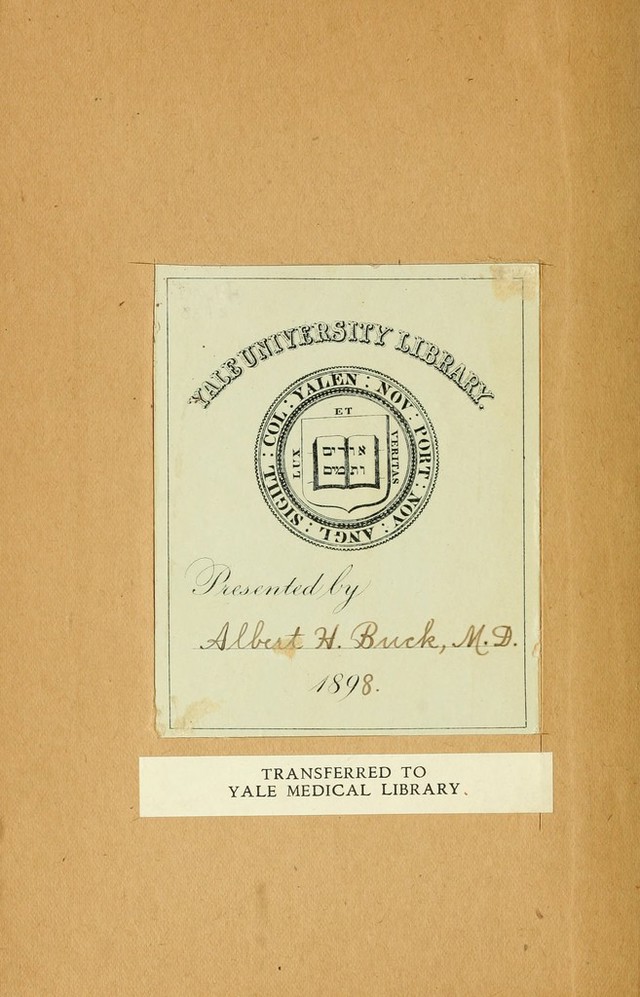 YALE UNIVERSITY LIBRARY.
SIGILL : COL : YALEN : NOV : PORT : NOV : ANGL :
LUX ET VERITAS
אורים
ותמים
Presented by
Albert H. Buck, M.D.
1898.
TRANSFERRED TO
YALE MEDICAL LIBRARY.